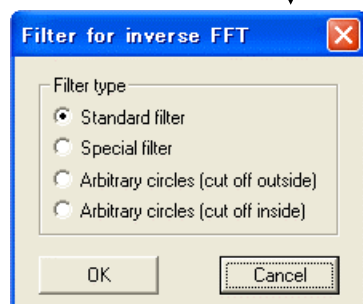 Filter for inverse FFT
Filter type
Standard filter
Special filter
Arbitrary circles (cut off outside)
Arbitrary circles (cut off inside)
OK
Cancel